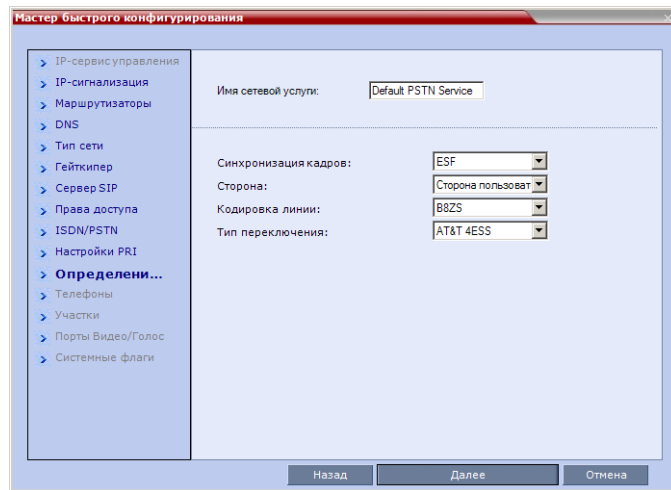 Мастер быстрого конфигурирования
IP-сервис управления
IP-сигнализация
Маршрутизаторы
DNS
Тип сети
Гейткипер
Сервер SIP
Права доступа
ISDN/PSTN
Настройки PRI
Определени...
Телефоны
Участки
Порты Видео/Голос
Системные флаги
Имя сетевой услуги: Default PSTN Service
Синхронизация кадров: ESF
Сторона: Сторона пользоват
Кодировка линии: B8ZS
Тип переключения: AT&T 4ESS
Назад Далее Отмена